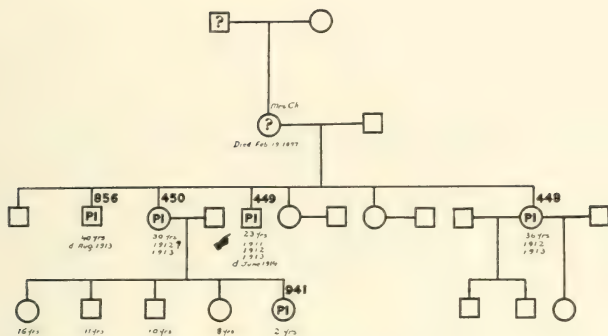 ?
Mrs. Ch
?
Died Feb. 19 1897
856
450
449
448
PI
PI
PI
PI
40 yrs
d Aug. 1913
30 yrs
1912?
1913
23 yrs
1911
1912
1913
d June 1914
36 yrs
1912
1913
941
PI
16 yrs
11 yrs
10 yrs
8 yrs
2 yrs